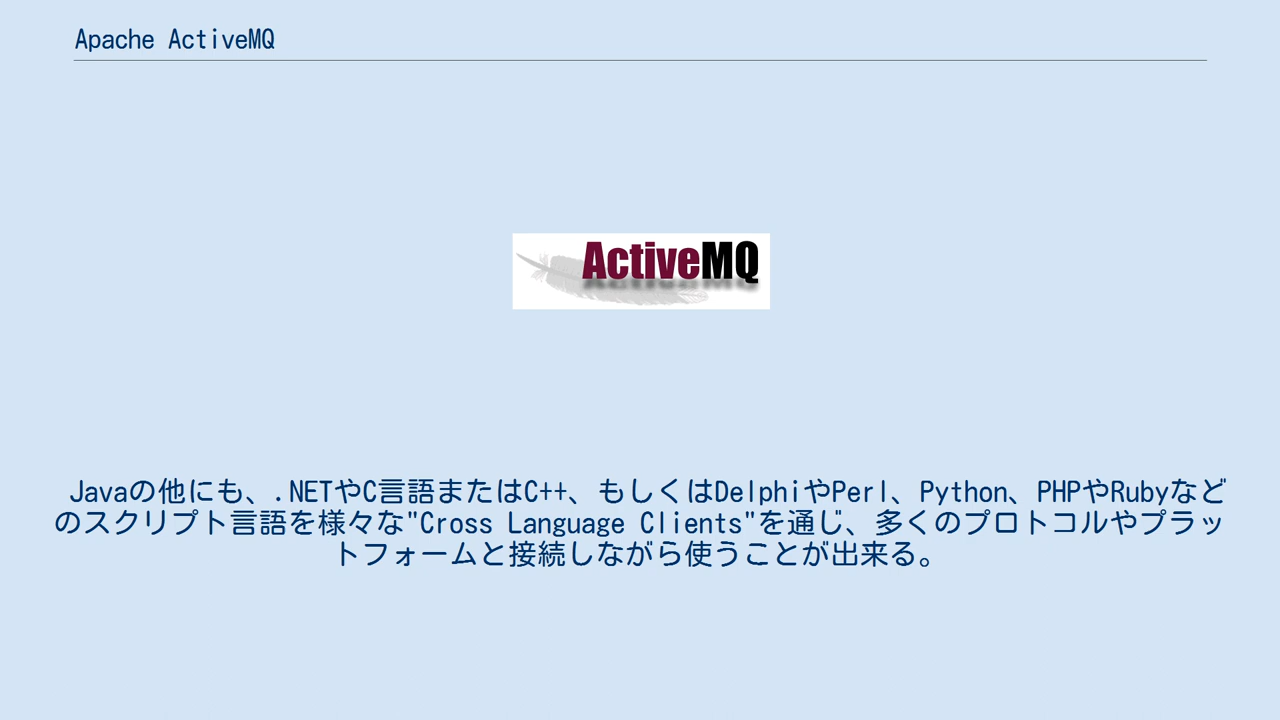 Apache ActiveMQ
ActiveMQ
Javaの他にも、.NETやC言語またはC++、もしくはDelphiやPerl、Python、PHPやRubyなど
のスクリプト言語を様々な"Cross Language Clients"を通じ、多くのプロトコルやプラッ
トフォームと接続しながら使うことが出来る。